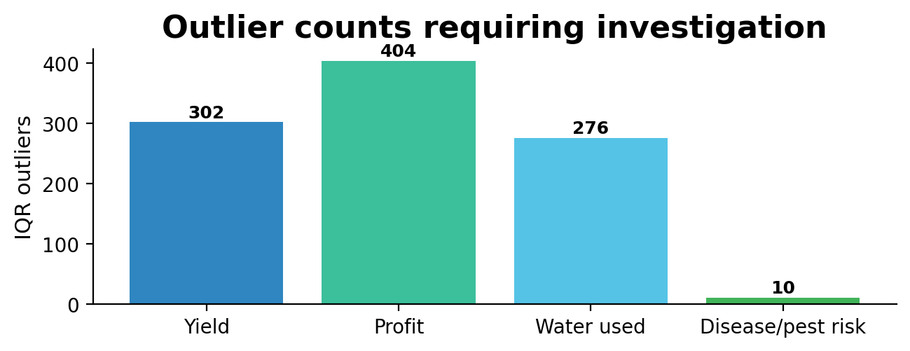 Outlier counts requiring investigation
IQR outliers
400
300
200
100
0
302
404
276
10
Yield
Profit
Water used
Disease/pest risk